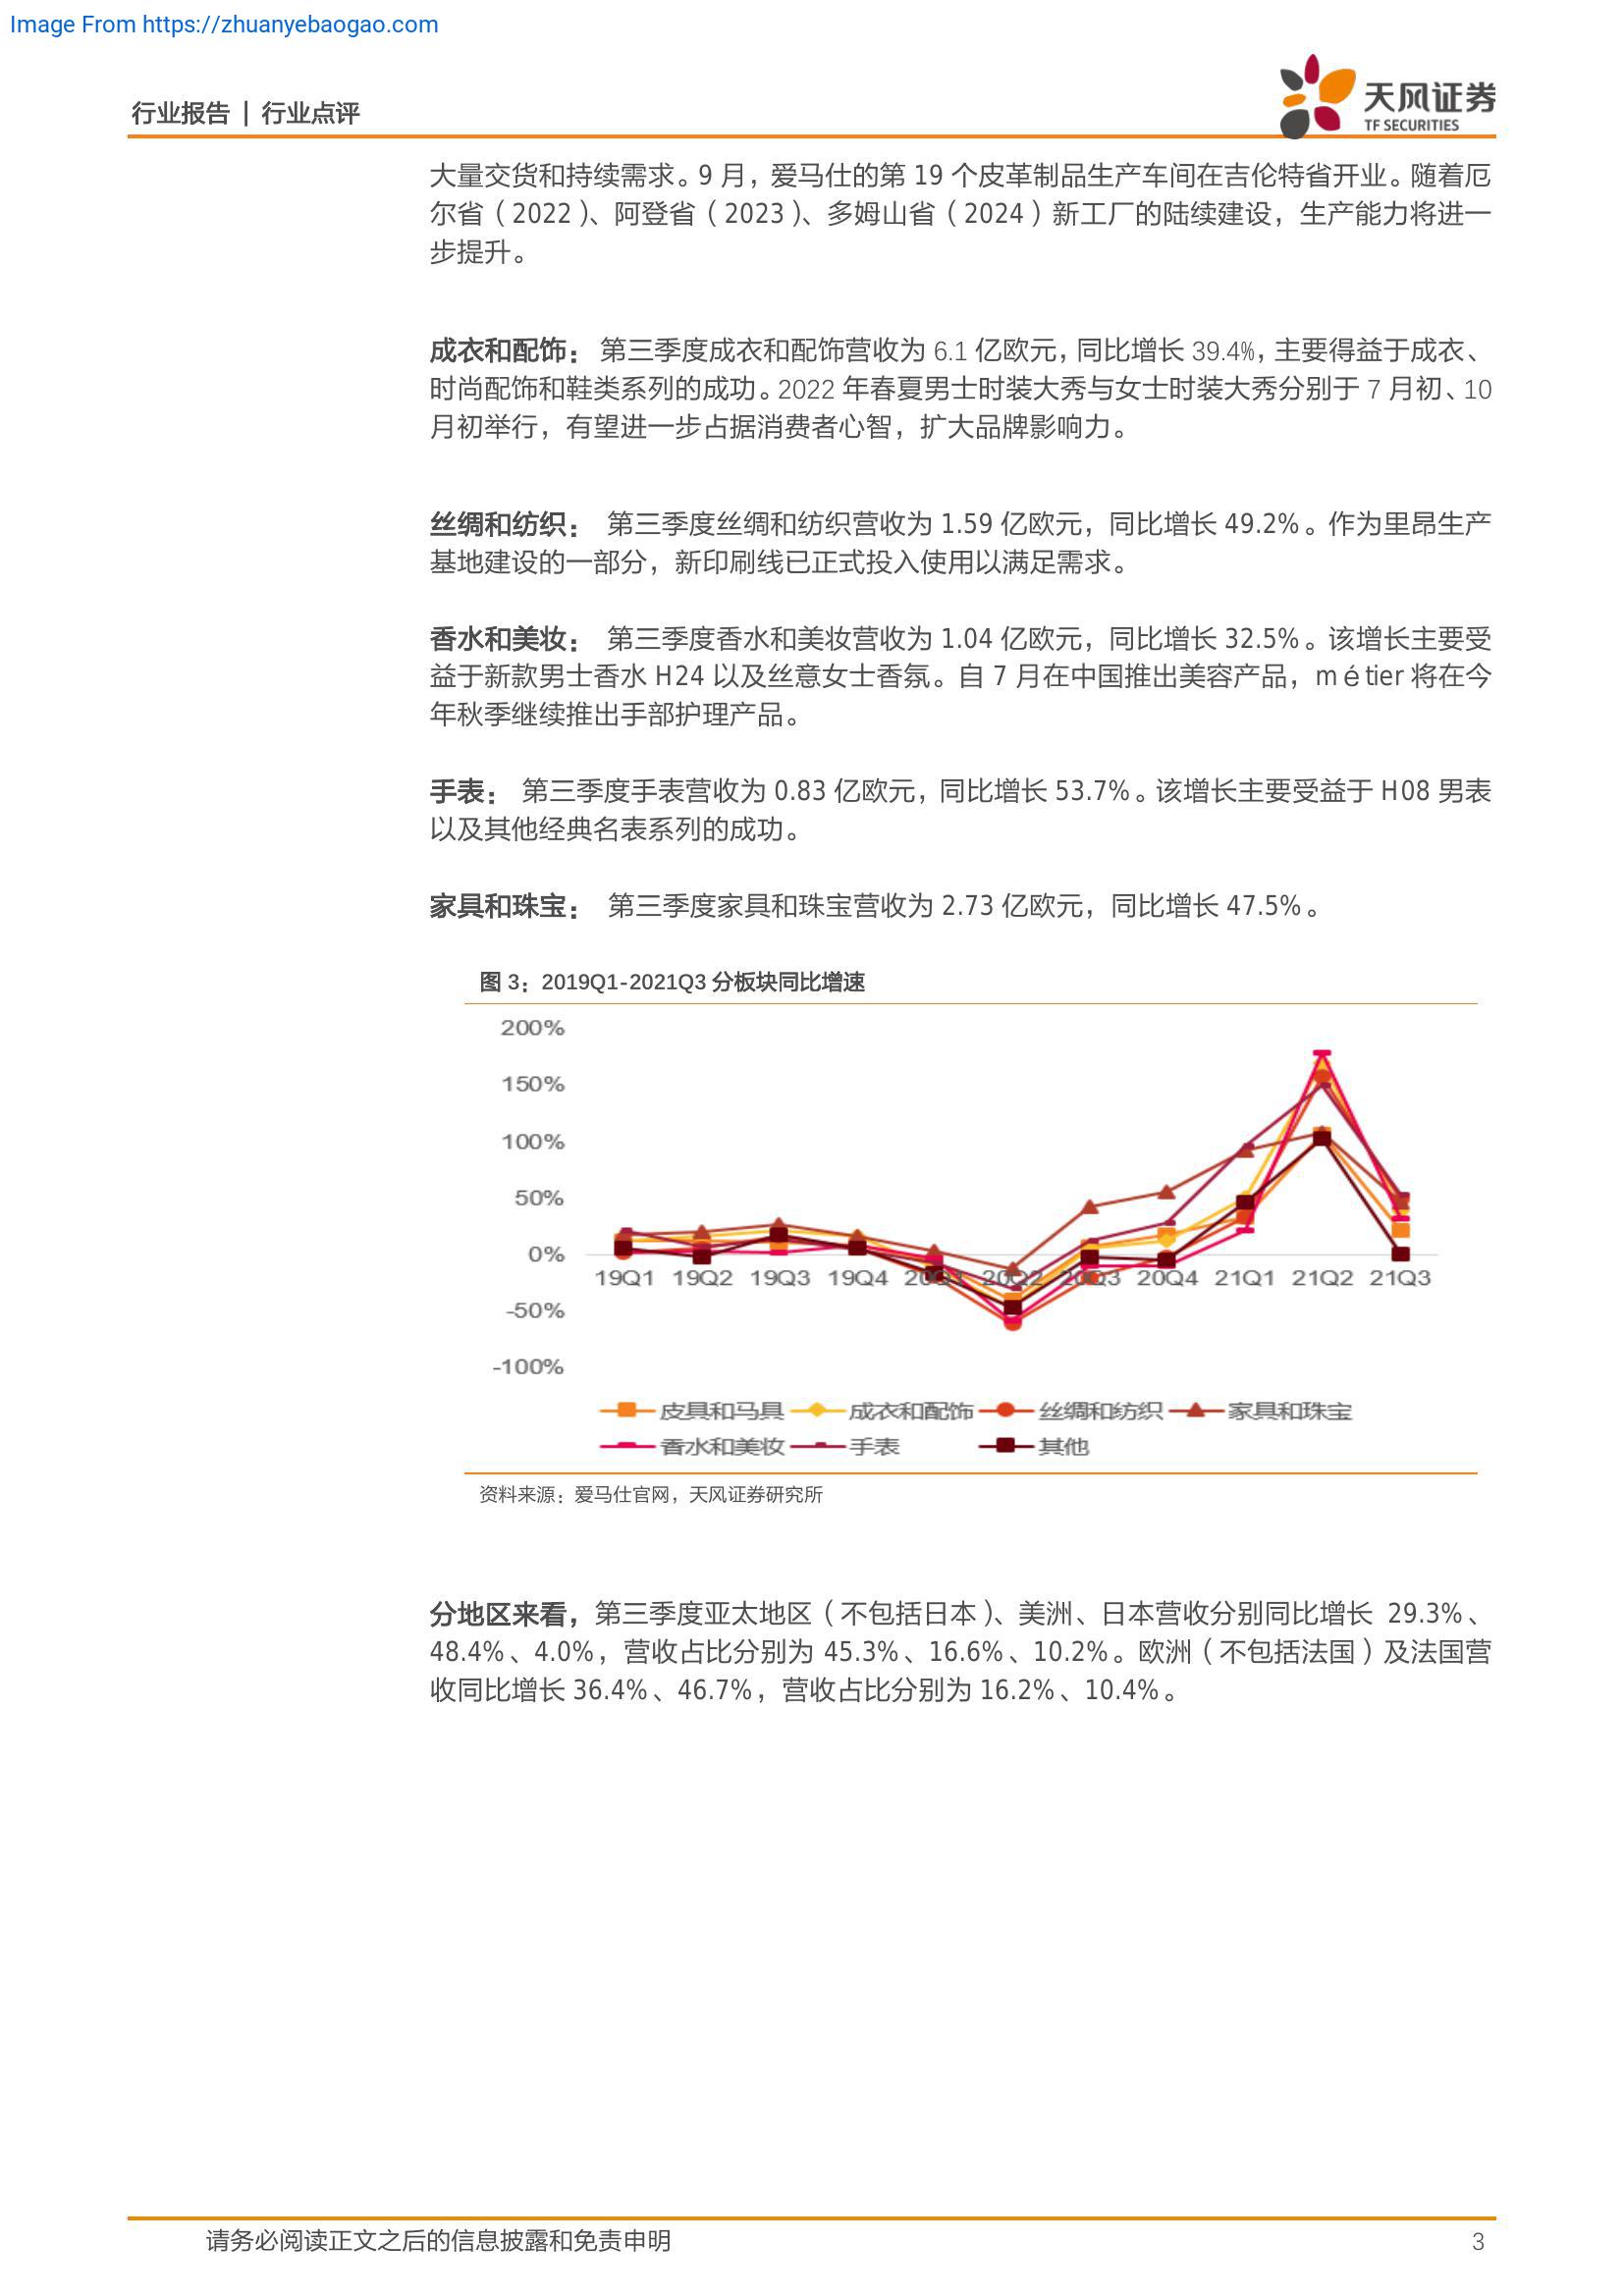 Image From https://zhuanyebaogao.com
行业报告 | 行业点评
天风证券
TF SECURITIES
大量交货和持续需求。9 月，爱马仕的第 19 个皮革制品生产车间在吉伦特省开业。随着厄
尔省（2022）、阿登省（2023）、多姆山省（2024）新工厂的陆续建设，生产能力将进一
步提升。
成衣和配饰： 第三季度成衣和配饰营收为 6.1 亿欧元，同比增长 39.4%，主要得益于成衣、
时尚配饰和鞋类系列的成功。2022 年春夏男士时装大秀与女士时装大秀分别于 7 月初、10
月初举行，有望进一步占据消费者心智，扩大品牌影响力。
丝绸和纺织： 第三季度丝绸和纺织营收为 1.59 亿欧元，同比增长 49.2%。作为里昂生产
基地建设的一部分，新印刷线已正式投入使用以满足需求。
香水和美妆： 第三季度香水和美妆营收为 1.04 亿欧元，同比增长 32.5%。该增长主要受
益于新款男士香水 H24 以及丝意女士香氛。自 7 月在中国推出美容产品，métier 将在今
年秋季继续推出手部护理产品。
手表： 第三季度手表营收为 0.83 亿欧元，同比增长 53.7%。该增长主要受益于 H08 男表
以及其他经典名表系列的成功。
家具和珠宝： 第三季度家具和珠宝营收为 2.73 亿欧元，同比增长 47.5%。
图 3：2019Q1-2021Q3 分板块同比增速
200%
150%
100%
50%
0%
-50%
-100%
19Q1 19Q2 19Q3 19Q4 20Q1 20Q2 20Q3 20Q4 21Q1 21Q2 21Q3
皮具和马具 成衣和配饰 丝绸和纺织 家具和珠宝
香水和美妆 手表 其他
资料来源：爱马仕官网，天风证券研究所
分地区来看，第三季度亚太地区（不包括日本）、美洲、日本营收分别同比增长 29.3%、
48.4%、4.0%，营收占比分别为 45.3%、16.6%、10.2%。欧洲（不包括法国）及法国营
收同比增长 36.4%、46.7%，营收占比分别为 16.2%、10.4%。
请务必阅读正文之后的信息披露和免责申明
3